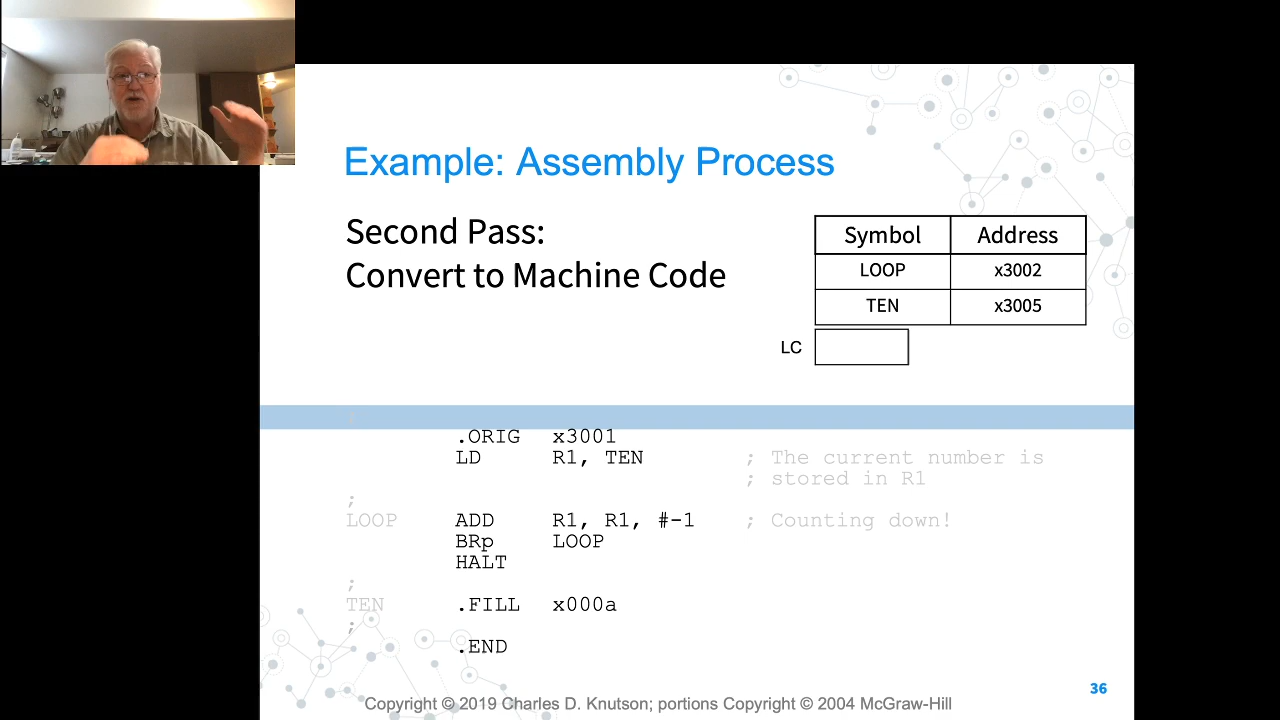 Example: Assembly Process
Second Pass:
Convert to Machine Code
Symbol Address
LOOP x3002
TEN x3005
LC
;
.ORIG x3001
LD R1, TEN ; The current number is
; stored in R1
;
LOOP ADD R1, R1, #-1 ; Counting down!
BRp LOOP
HALT
;
TEN .FILL x000a
;
.END
36
Copyright © 2019 Charles D. Knutson; portions Copyright © 2004 McGraw-Hill